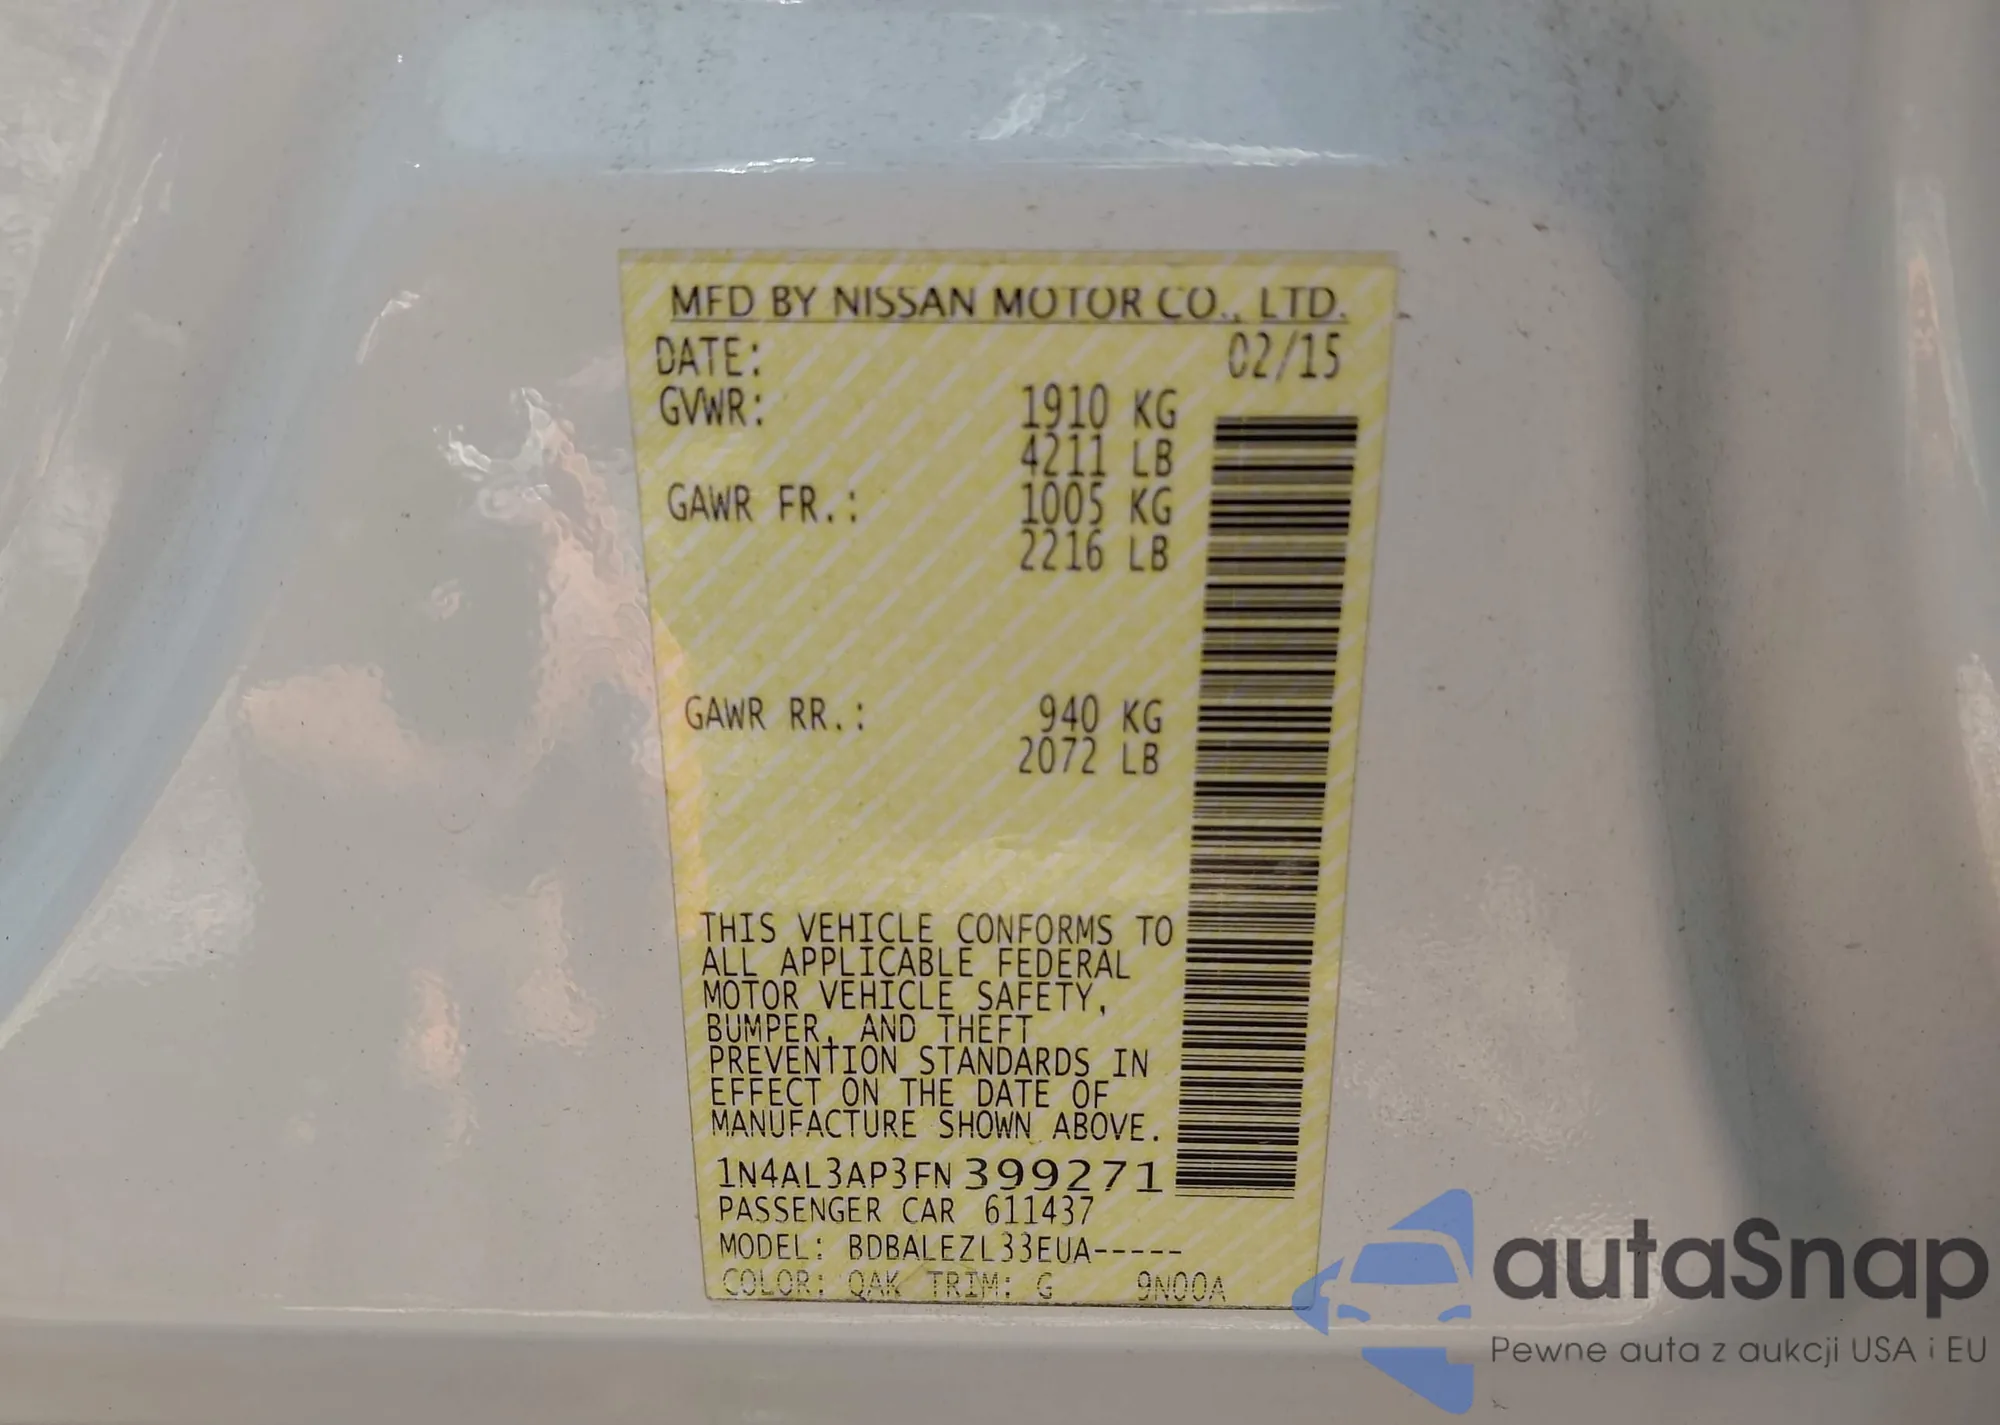 MFD BY NISSAN MOTOR CO., LTD.
DATE: 02/15
GVWR: 1910 KG
4211 LB
GAWR FR.: 1005 KG
2216 LB
GAWR RR.: 940 KG
2072 LB
THIS VEHICLE CONFORMS TO
ALL APPLICABLE FEDERAL
MOTOR VEHICLE SAFETY,
BUMPER, AND THEFT
PREVENTION STANDARDS IN
EFFECT ON THE DATE OF
MANUFACTURE SHOWN ABOVE.
1N4AL3AP3FN 399271
PASSENGER CAR 611437
MODEL: BDBALEZL33EUA-----
COLOR: QAK TRIM: G 9N00A
autaSnap
Pewne auta z aukcji USA i EU